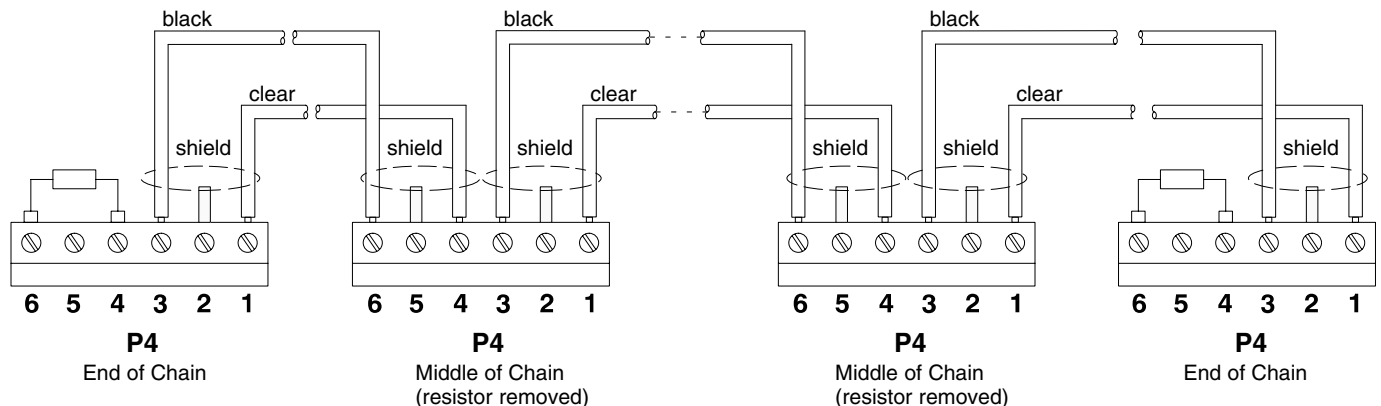 black
black
black
clear
clear
clear
shield
shield
shield
shield
shield
shield
6 5 4 3 2 1
6 5 4 3 2 1
6 5 4 3 2 1
6 5 4 3 2 1
P4
P4
P4
P4
End of Chain
Middle of Chain
(resistor removed)
Middle of Chain
(resistor removed)
End of Chain